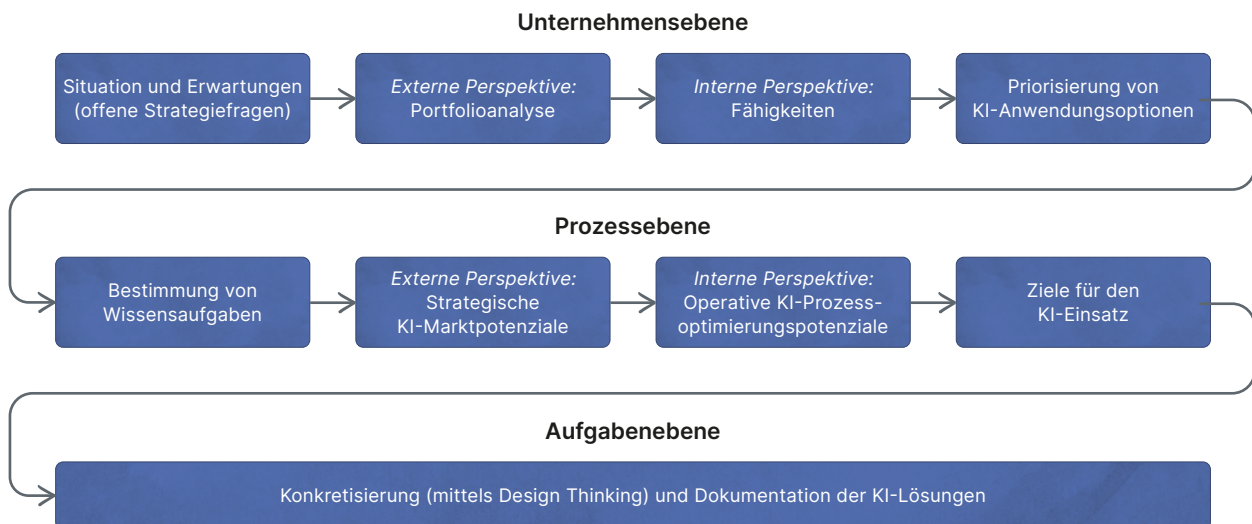 Unternehmensebene
Situation und Erwartungen
(offene Strategiefragen)
Externe Perspektive:
Portfolioanalyse
Interne Perspektive:
Fähigkeiten
Priorisierung von
KI-Anwendungsoptionen
Prozessebene
Bestimmung von
Wissensaufgaben
Externe Perspektive:
Strategische
KI-Marktpotenziale
Interne Perspektive:
Operative KI-Prozess-
optimierungspotenziale
Ziele für den
KI-Einsatz
Aufgabenebene
Konkretisierung (mittels Design Thinking) und Dokumentation der KI-Lösungen